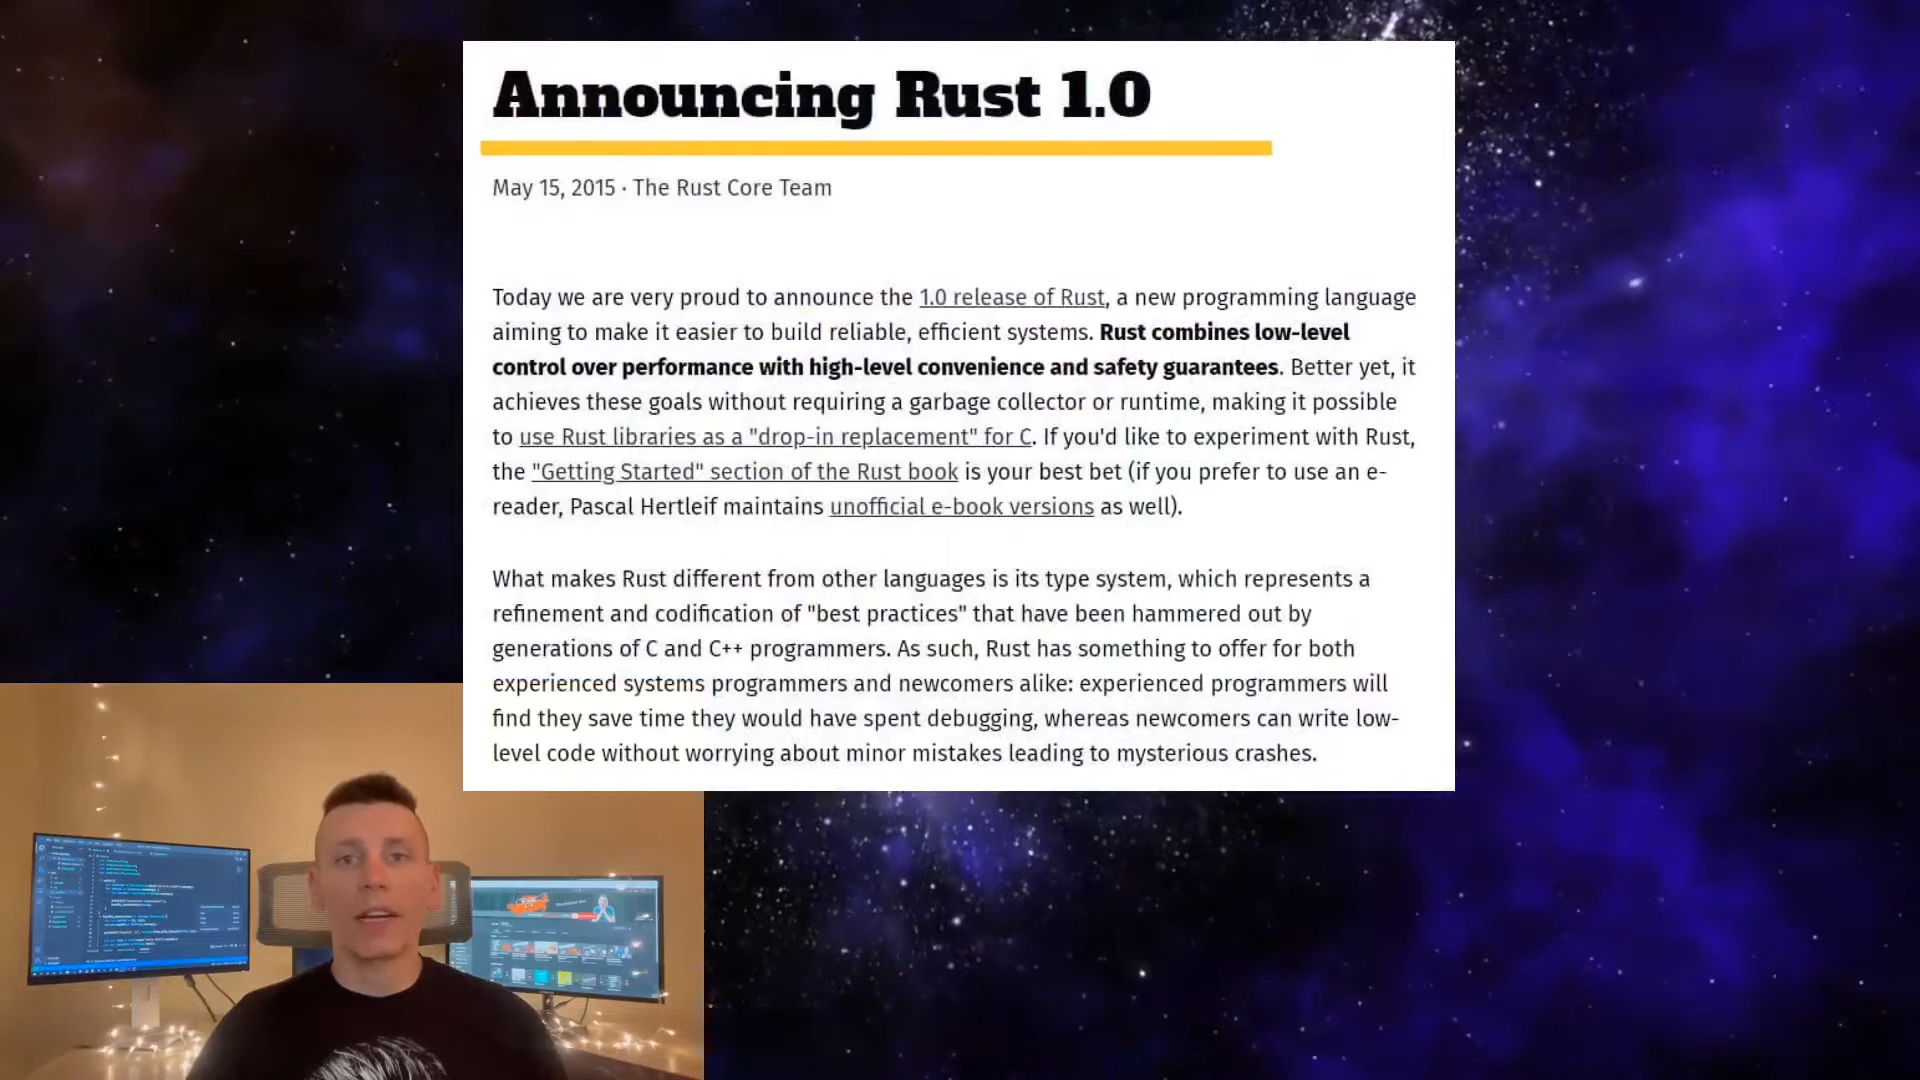 Announcing Rust 1.0
May 15, 2015 · The Rust Core Team
Today we are very proud to announce the 1.0 release of Rust, a new programming language
aiming to make it easier to build reliable, efficient systems. Rust combines low-level
control over performance with high-level convenience and safety guarantees. Better yet, it
achieves these goals without requiring a garbage collector or runtime, making it possible
to use Rust libraries as a "drop-in replacement" for C. If you'd like to experiment with Rust,
the "Getting Started" section of the Rust book is your best bet (if you prefer to use an e-
reader, Pascal Hertleif maintains unofficial e-book versions as well).
What makes Rust different from other languages is its type system, which represents a
refinement and codification of "best practices" that have been hammered out by
generations of C and C++ programmers. As such, Rust has something to offer for both
experienced systems programmers and newcomers alike: experienced programmers will
find they save time they would have spent debugging, whereas newcomers can write low-
level code without worrying about minor mistakes leading to mysterious crashes.